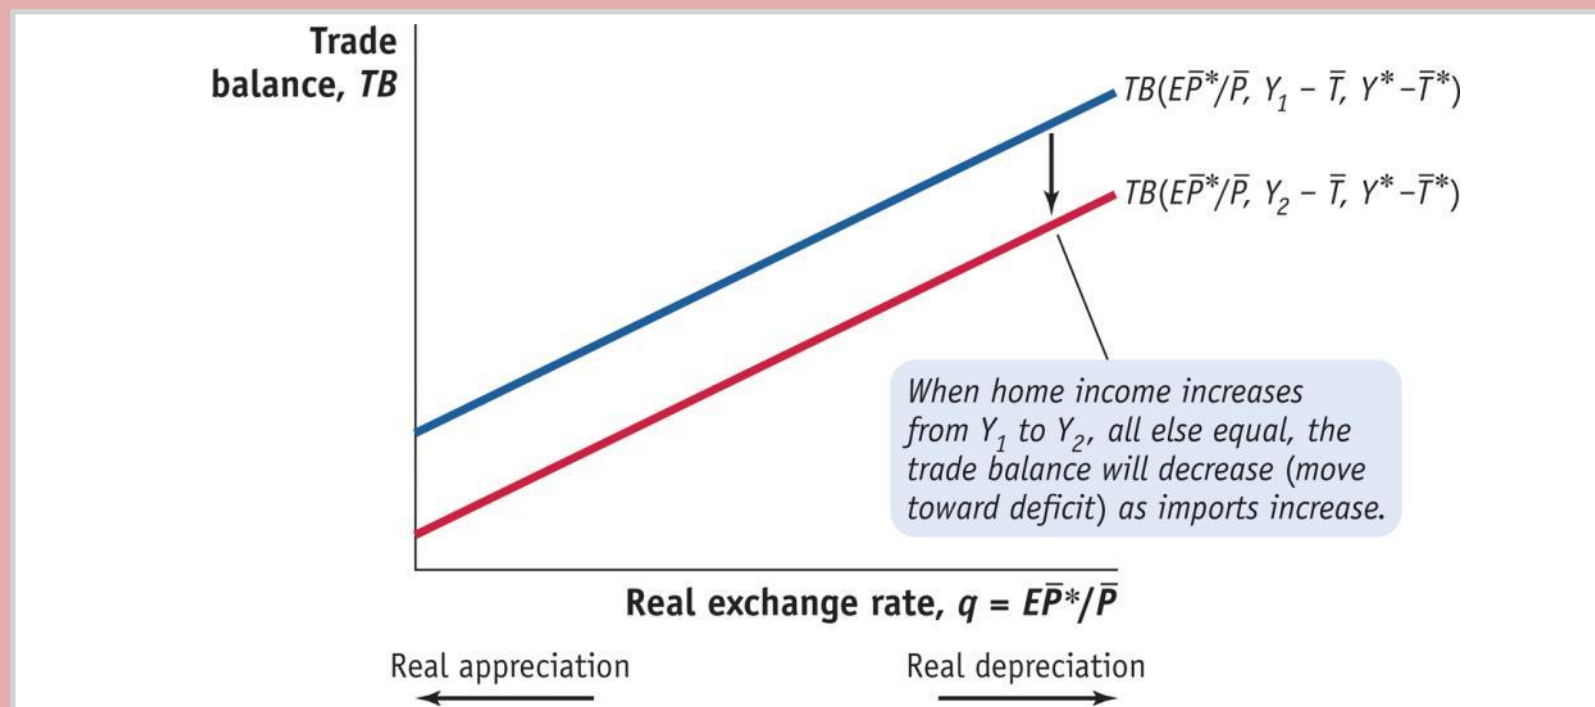 Trade
balance, TB
TB(EP̅*/P̅, Y₁ – T̅, Y* –T̅*)
TB(EP̅*/P̅, Y₂ – T̅, Y* –T̅*)
When home income increases
from Y₁ to Y₂, all else equal, the
trade balance will decrease (move
toward deficit) as imports increase.
Real exchange rate, q = EP̅*/P̅
Real appreciation
Real depreciation